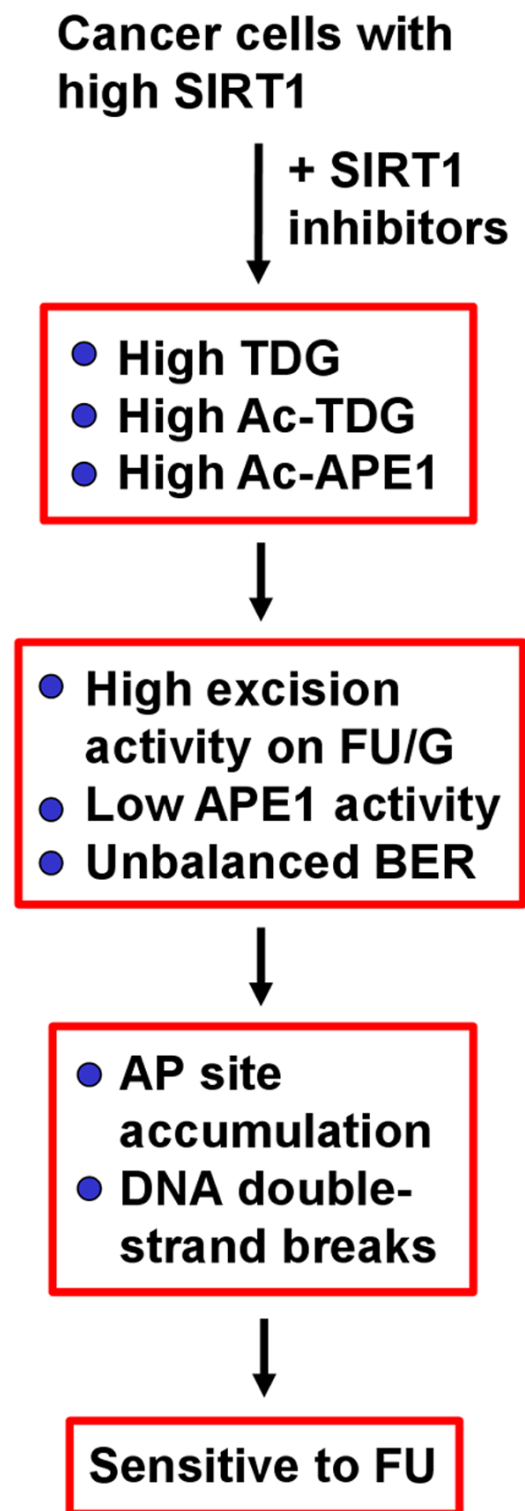 Cancer cells with
high SIRT1
+ SIRT1
inhibitors
High TDG
High Ac-TDG
High Ac-APE1
High excision
activity on FU/G
Low APE1 activity
Unbalanced BER
AP site
accumulation
DNA double-
strand breaks
Sensitive to FU